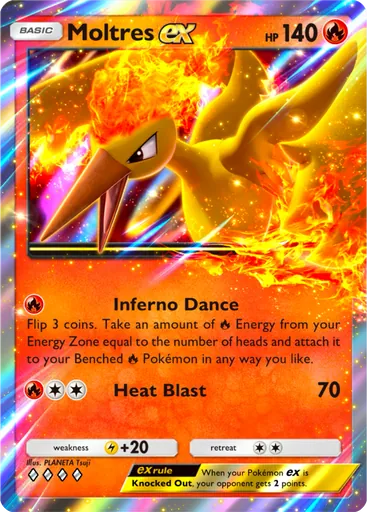 BASIC Moltres ex HP 140
Inferno Dance
Flip 3 coins. Take an amount of Energy from your
Energy Zone equal to the number of heads and attach it
to your Benched Pokémon in any way you like.
Heat Blast 70
weakness +20 retreat
Illus. PLANETA Tsuji
ex rule When your Pokémon ex is
Knocked Out, your opponent gets 2 points.